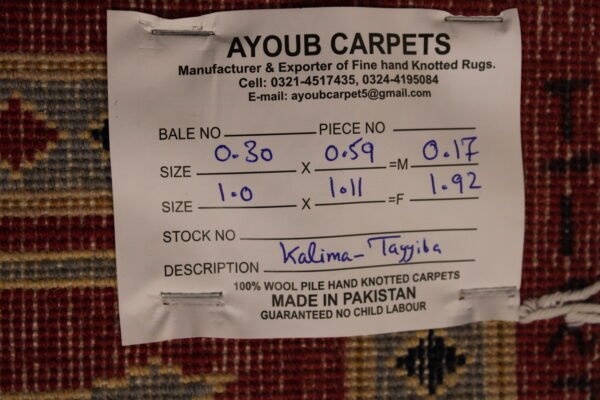 AYOUB CARPETS
Manufacturer & Exporter of Fine hand Knotted Rugs.
Cell: 0321-4517435, 0324-4195084
E-mail: ayoubcarpet5@gmail.com
BALE NO PIECE NO
SIZE 0.30 X 0.59 =M 0.17
SIZE 1.0 X 1.11 =F 1.92
STOCK NO
DESCRIPTION Kalima-Tayyiba
100% WOOL PILE HAND KNOTTED CARPETS
MADE IN PAKISTAN
GUARANTEED NO CHILD LABOUR